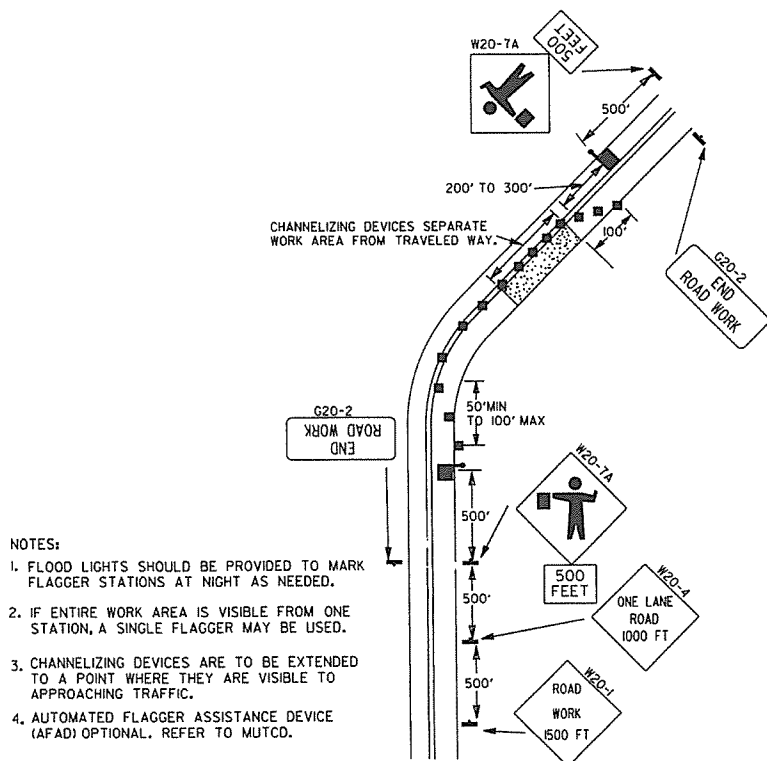 W20-7A
500
FEET
500'
200' TO 300'
CHANNELIZING DEVICES SEPARATE
WORK AREA FROM TRAVELED WAY.
100'
G20-2
END
ROAD WORK
50'MIN
TO 100' MAX
G20-2
END
ROAD WORK
W20-7A
500'
500
FEET
500'
W20-4
ONE LANE
ROAD
1000 FT
500'
W20-1
ROAD
WORK
1500 FT
NOTES:
1. FLOOD LIGHTS SHOULD BE PROVIDED TO MARK
FLAGGER STATIONS AT NIGHT AS NEEDED.
2. IF ENTIRE WORK AREA IS VISIBLE FROM ONE
STATION, A SINGLE FLAGGER MAY BE USED.
3. CHANNELIZING DEVICES ARE TO BE EXTENDED
TO A POINT WHERE THEY ARE VISIBLE TO
APPROACHING TRAFFIC.
4. AUTOMATED FLAGGER ASSISTANCE DEVICE
(AFAD) OPTIONAL. REFER TO MUTCD.